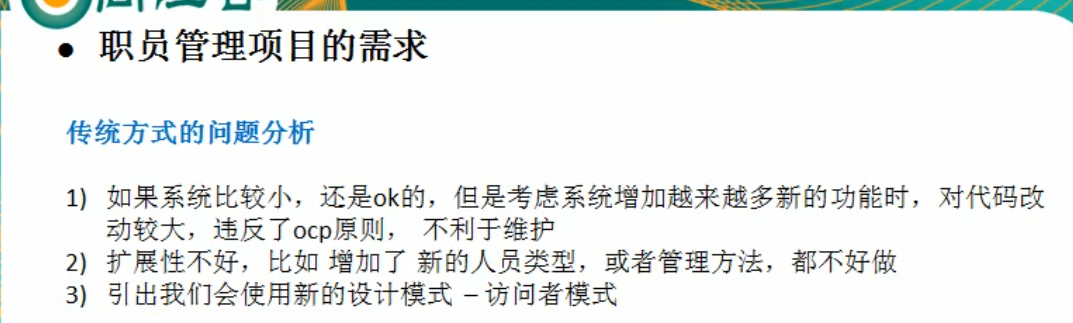 ● 职员管理项目的需求
传统方式的问题分析
1) 如果系统比较小，还是ok的，但是考虑系统增加越来越多新的功能时，对代码改
动较大，违反了ocp原则， 不利于维护
2) 扩展性不好，比如 增加了 新的人员类型，或者管理方法，都不好做
3) 引出我们会使用新的设计模式 – 访问者模式